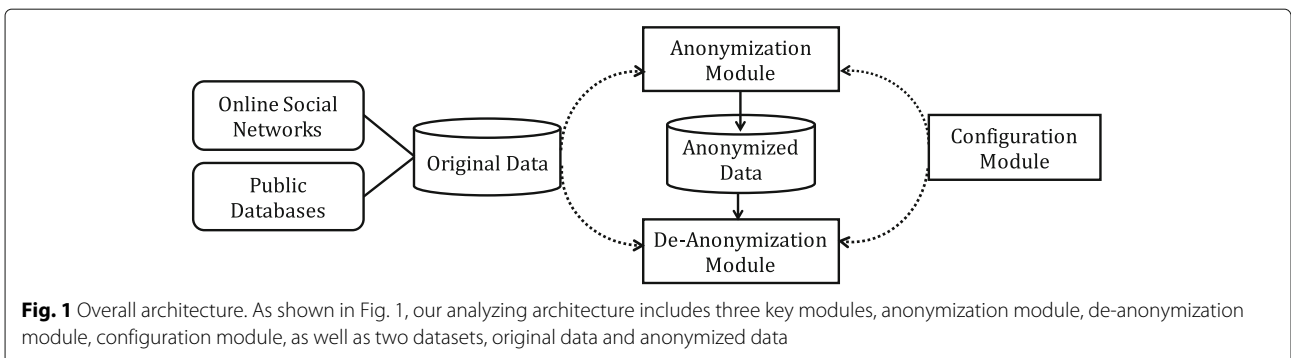 Online Social
Networks
Public
Databases
Original Data
Anonymization
Module
Anonymized
Data
De-Anonymization
Module
Configuration
Module
Fig. 1 Overall architecture. As shown in Fig. 1, our analyzing architecture includes three key modules, anonymization module, de-anonymization
module, configuration module, as well as two datasets, original data and anonymized data